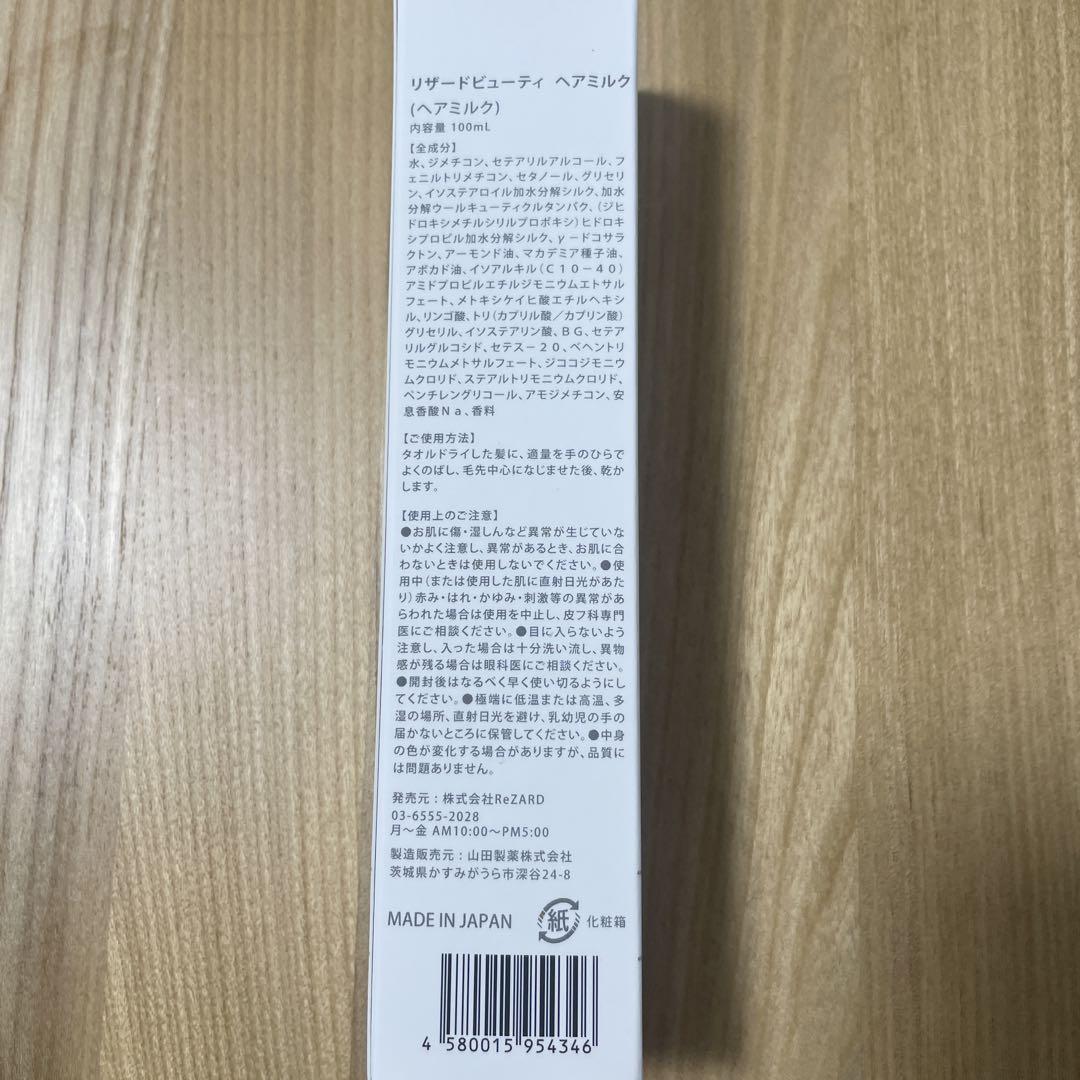 リザードビューティ ヘアミルク
(ヘアミルク)
内容量 100mL
【全成分】
水、ジメチコン、セテアリルアルコール、フ
ェニルトリメチコン、セタノール、グリセリ
ン、イソステアロイル加水分解シルク、加水
分解ウールキューティクルタンパク、(ジヒ
ドロキシメチルシリルプロポキシ)ヒドロキ
シプロピル加水分解シルク、γ－ドコサラ
クトン、アーモンド油、マカデミア種子油、
アボカド油、イソアルキル(C10－40)
アミドプロピルエチルジモニウムエトサル
フェート、メトキシケイヒ酸エチルヘキシ
ル、リンゴ酸、トリ(カプリル酸／カプリン酸)
グリセリル、イソステアリン酸、BG、セテア
リルグルコシド、セテス－20、ベヘントリ
モニウムメトサルフェート、ジココジモニウ
ムクロリド、ステアルトリモニウムクロリド、
ペンチレングリコール、アモジメチコン、安
息香酸Na、香料
【ご使用方法】
タオルドライした髪に、適量を手のひらで
よくのばし、毛先中心になじませた後、乾か
します。
【使用上のご注意】
●お肌に傷・湿しんなど異常が生じていな
いかよく注意し、異常があるとき、お肌に合
わないときは使用しないでください。●使
用中(または使用した肌に直射日光があた
り)赤み・はれ・かゆみ・刺激等の異常があ
らわれた場合は使用を中止し、皮フ科専門
医にご相談ください。●目に入らないよう
注意し、入った場合は十分洗い流し、異物
感が残る場合は眼科医にご相談ください。
●開封後はなるべく早く使い切るようにし
てください。●極端に低温または高温、多
湿の場所、直射日光を避け、乳幼児の手の
届かないところに保管してください。●中身
の色が変化する場合がありますが、品質に
は問題ありません。
発売元：株式会社ReZARD
03-6555-2028
月～金 AM10:00～PM5:00
製造販売元：山田製薬株式会社
茨城県かすみがうら市深谷24-8
MADE IN JAPAN 紙 化粧箱
4 580015 954346